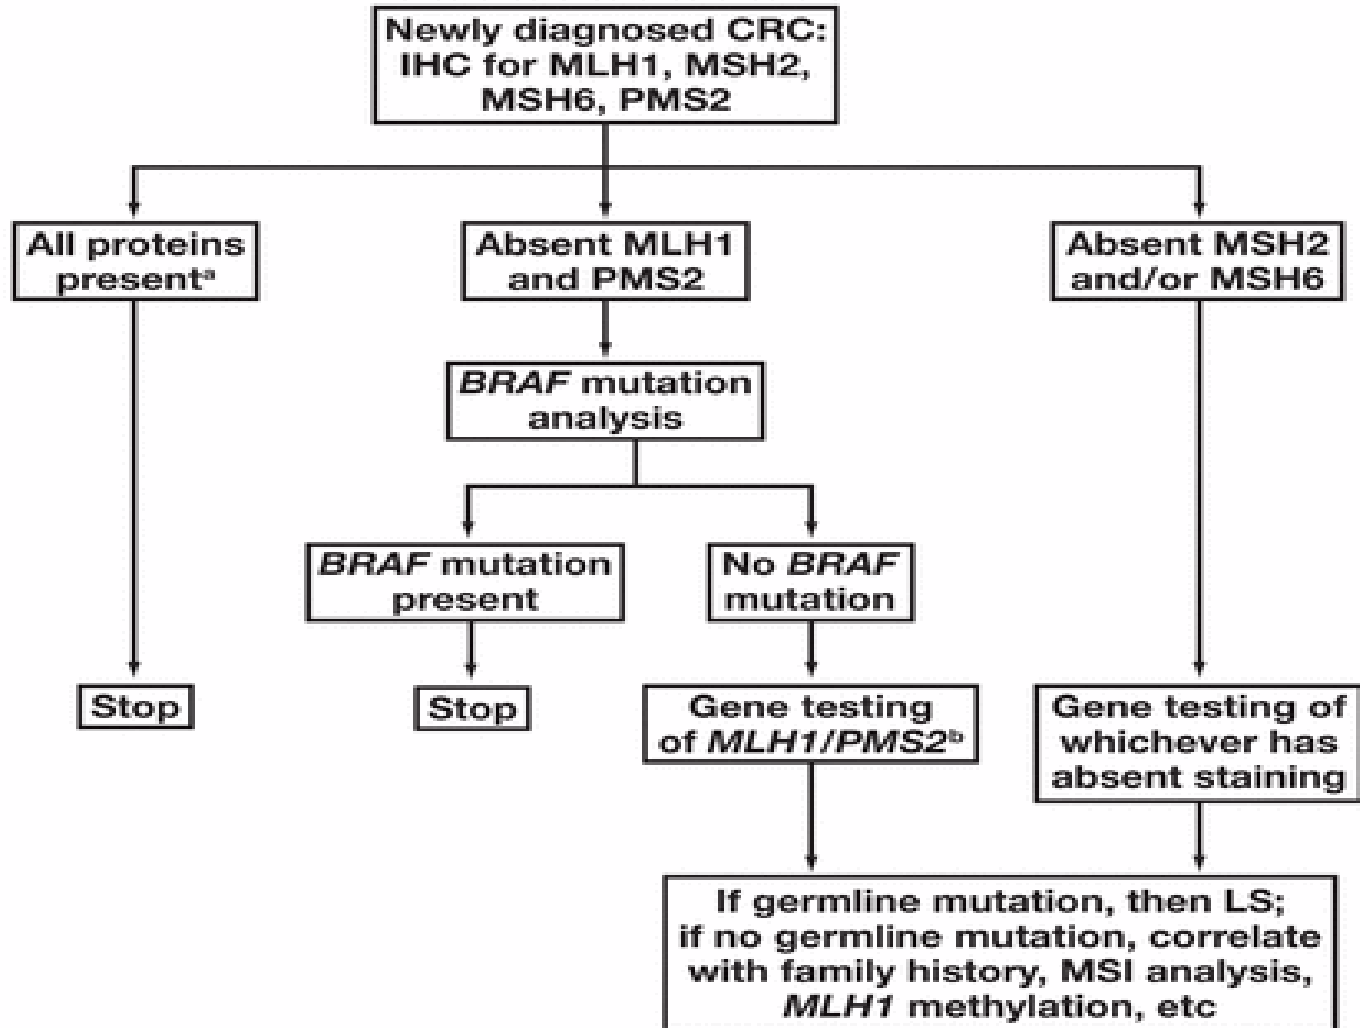 Newly diagnosed CRC:
IHC for MLH1, MSH2,
MSH6, PMS2
All proteins
presentᵃ
Absent MLH1
and PMS2
Absent MSH2
and/or MSH6
BRAF mutation
analysis
BRAF mutation
present
No BRAF
mutation
Stop
Stop
Gene testing
of MLH1/PMS2ᵇ
Gene testing of
whichever has
absent staining
If germline mutation, then LS;
if no germline mutation, correlate
with family history, MSI analysis,
MLH1 methylation, etc